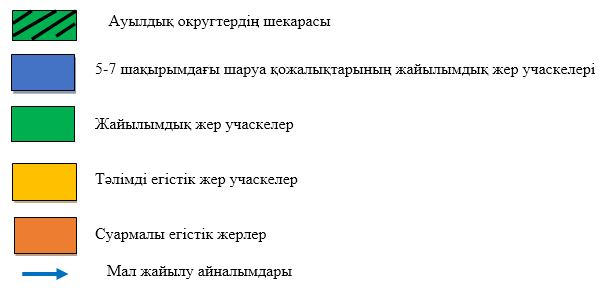 Ауылдық округтердің шекарасы
5-7 шақырымдағы шаруа қожалықтарының жайылымдық жер учаскелері
Жайылымдық жер учаскелер
Тәлімді егістік жер учаскелер
Суармалы егістік жерлер
Мал жайылу айналымдары